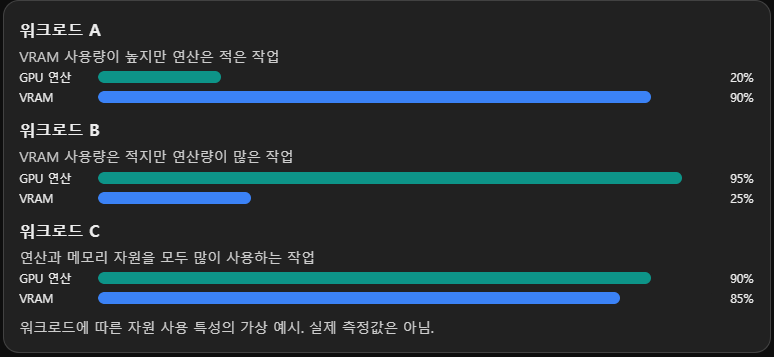 워크로드 A
VRAM 사용량이 높지만 연산은 적은 작업
GPU 연산 20%
VRAM 90%
워크로드 B
VRAM 사용량은 적지만 연산량이 많은 작업
GPU 연산 95%
VRAM 25%
워크로드 C
연산과 메모리 자원을 모두 많이 사용하는 작업
GPU 연산 90%
VRAM 85%
워크로드에 따른 자원 사용 특성의 가상 예시. 실제 측정값은 아님.